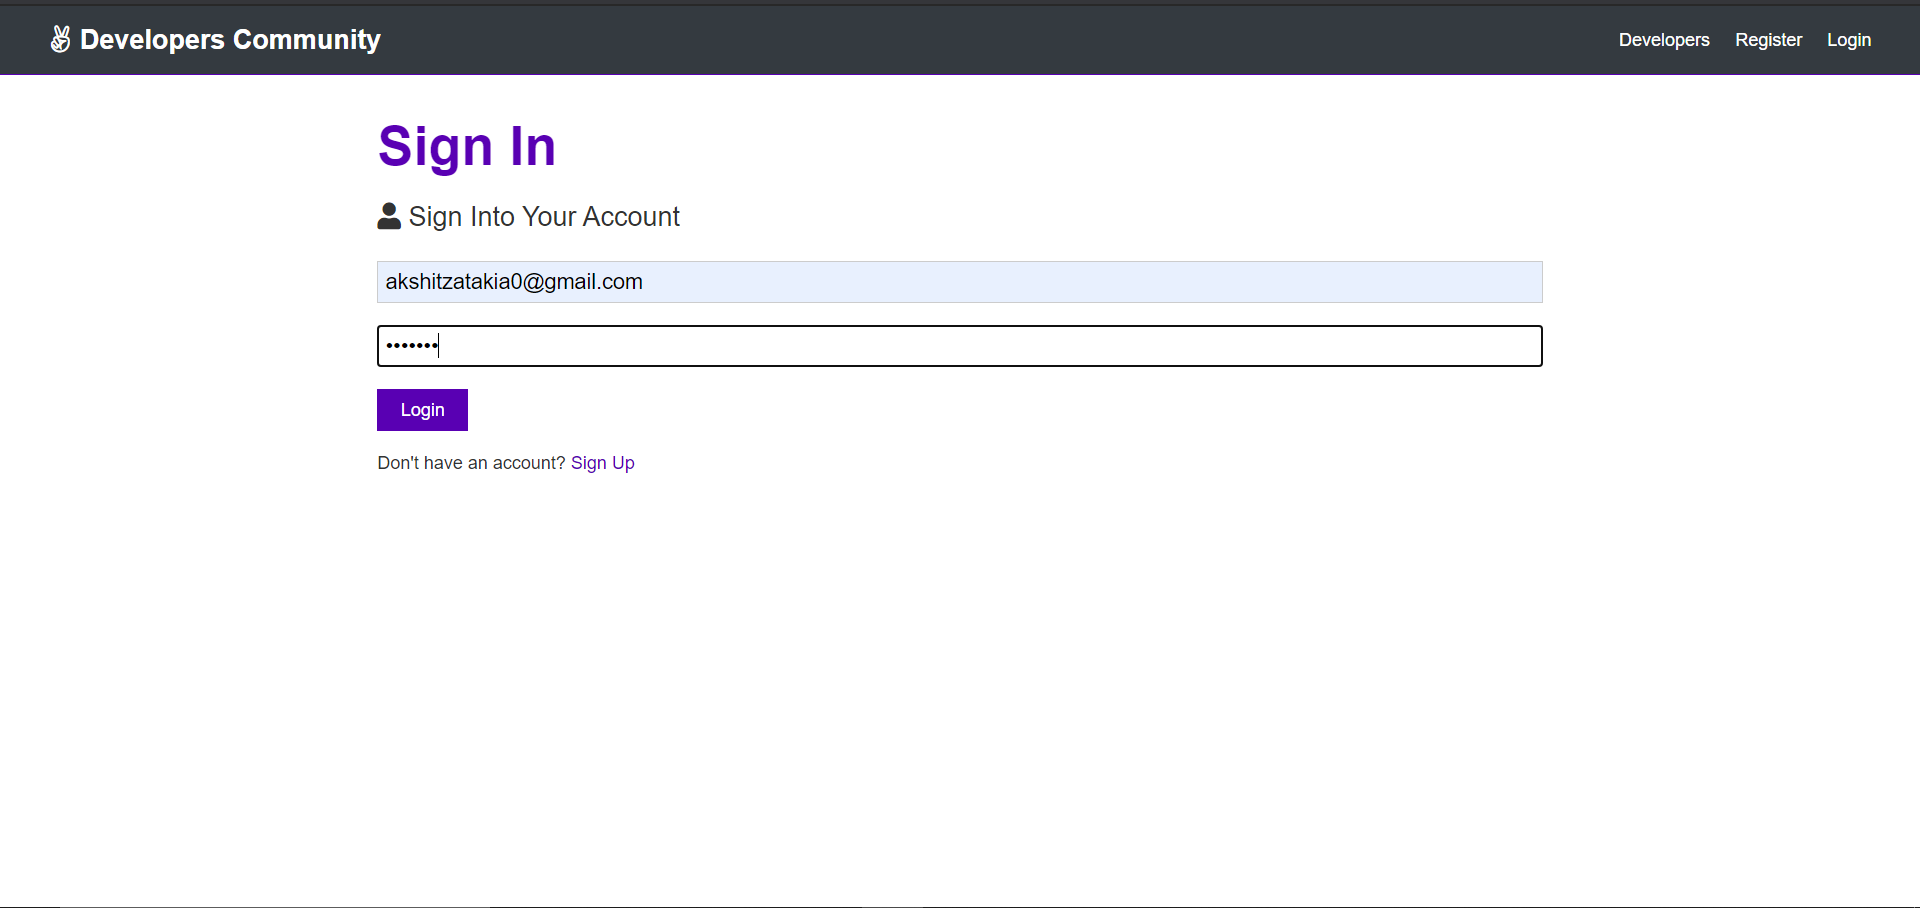 Developers Community
Developers Register Login
Sign In
Sign Into Your Account
akshitzatakia0@gmail.com
•••••••
Login
Don't have an account? Sign Up